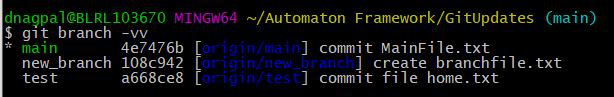 dnagpal@BLRL103670 MINGW64 ~/Automaton Framework/GitUpdates (main)
$ git branch -vv
* main       4e7476b [origin/main] commit MainFile.txt
  new_branch 108c942 [origin/new_branch] create branchfile.txt
  test       a668ce8 [origin/test] commit file home.txt